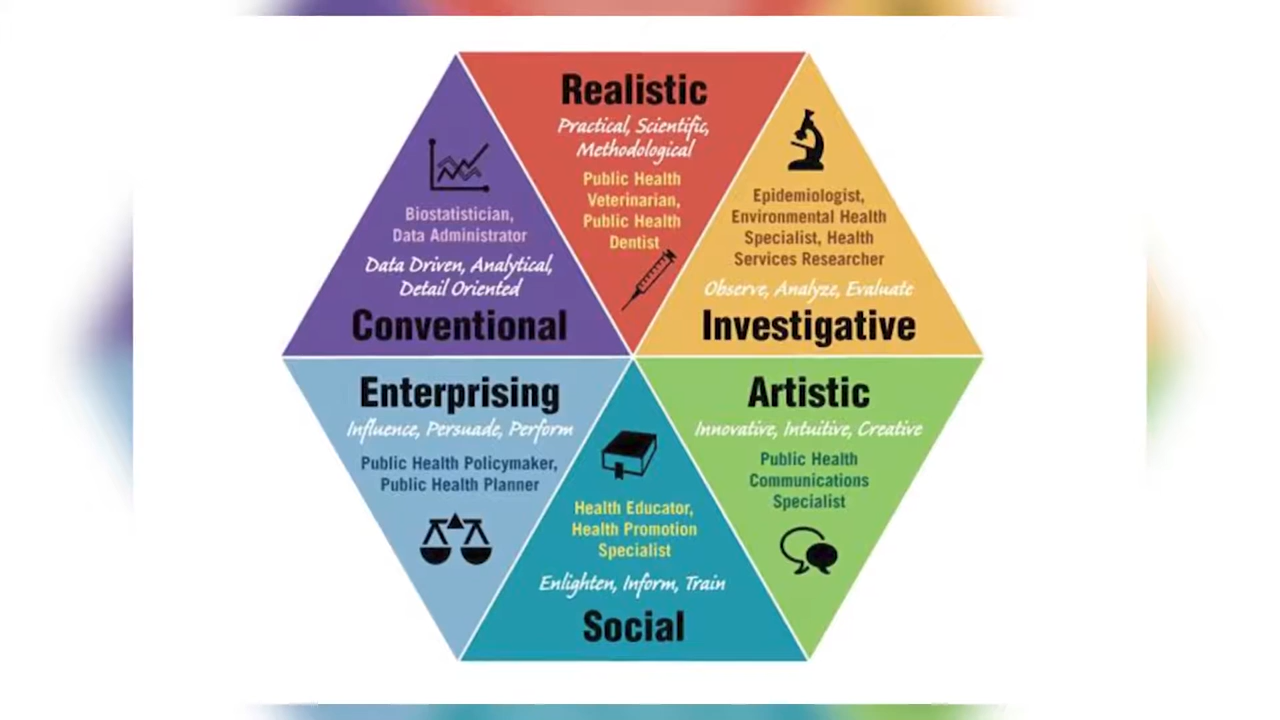 Realistic
Practical, Scientific,
Methodological
Public Health
Veterinarian,
Public Health
Dentist
Biostatistician,
Data Administrator
Data Driven, Analytical,
Detail Oriented
Conventional
Epidemiologist,
Environmental Health
Specialist, Health
Services Researcher
Observe, Analyze, Evaluate
Investigative
Enterprising
Influence, Persuade, Perform
Public Health Policymaker,
Public Health Planner
Health Educator,
Health Promotion
Specialist
Enlighten, Inform, Train
Social
Artistic
Innovative, Intuitive, Creative
Public Health
Communications
Specialist